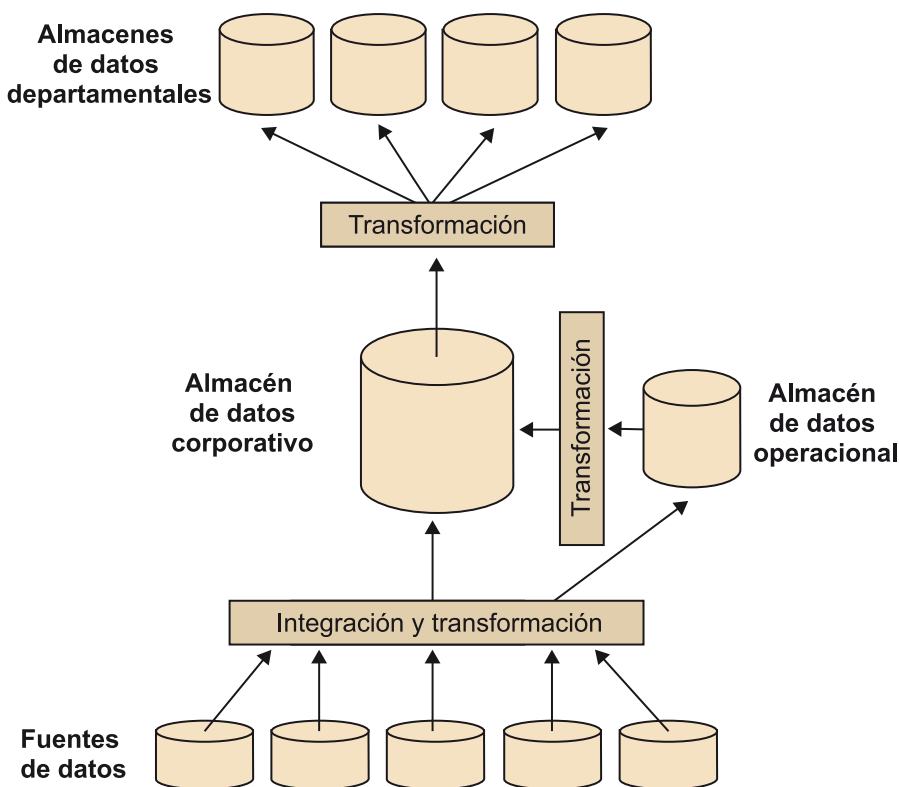 Almacenes
de datos
departamentales
Transformación
Almacén
de datos
corporativo
Transformación
Almacén
de datos
operacional
Integración y transformación
Fuentes
de datos